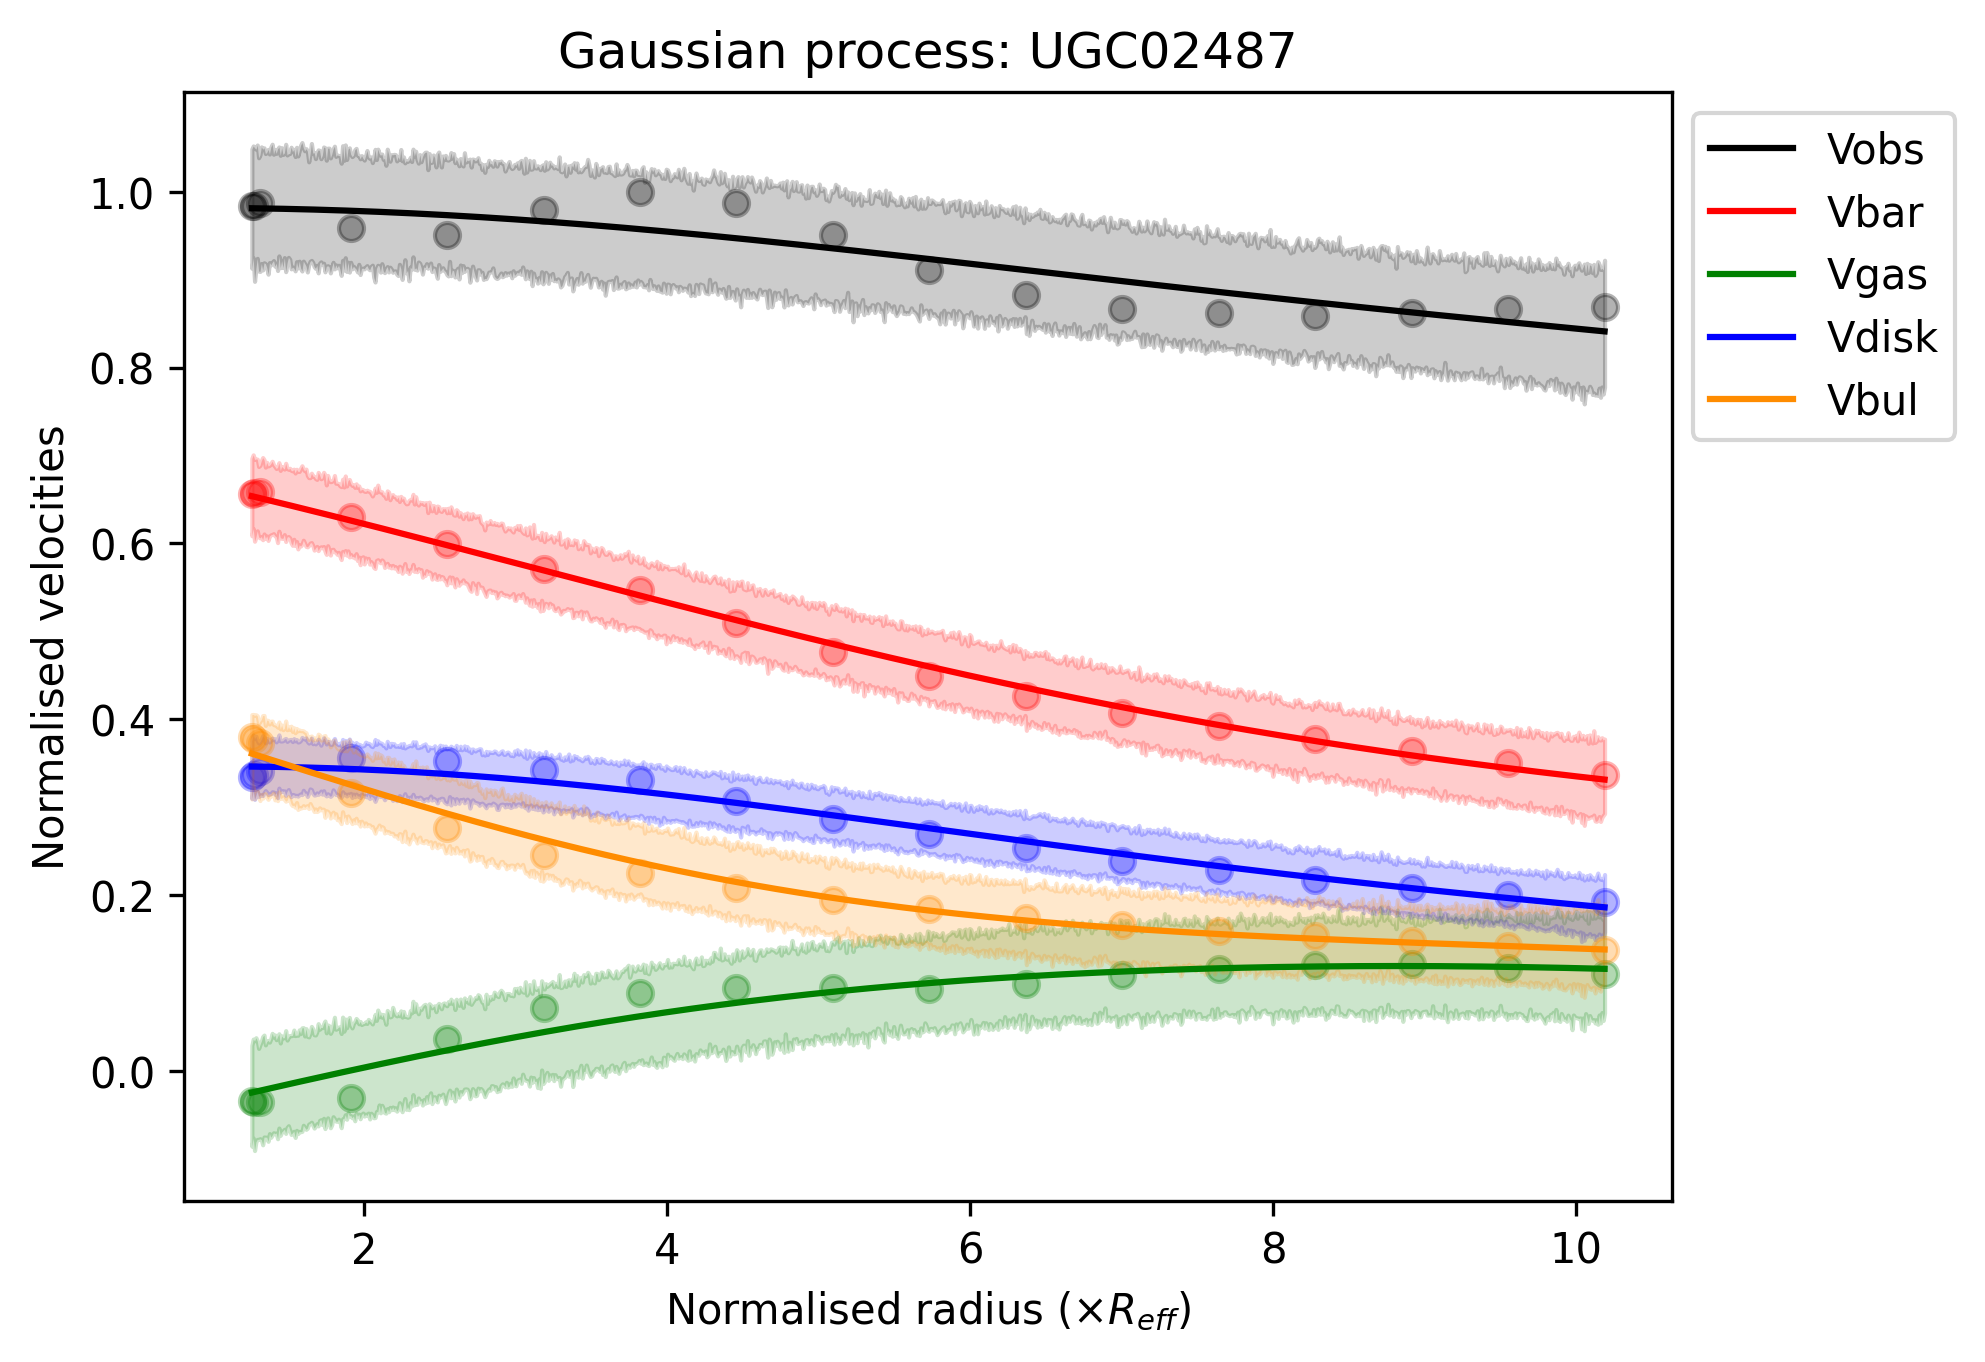 Gaussian process: UGC02487
Normalised velocities
1.0
0.8
0.6
0.4
0.2
0.0
2 4 6 8 10
Normalised radius (×R_eff)
Vobs
Vbar
Vgas
Vdisk
Vbul